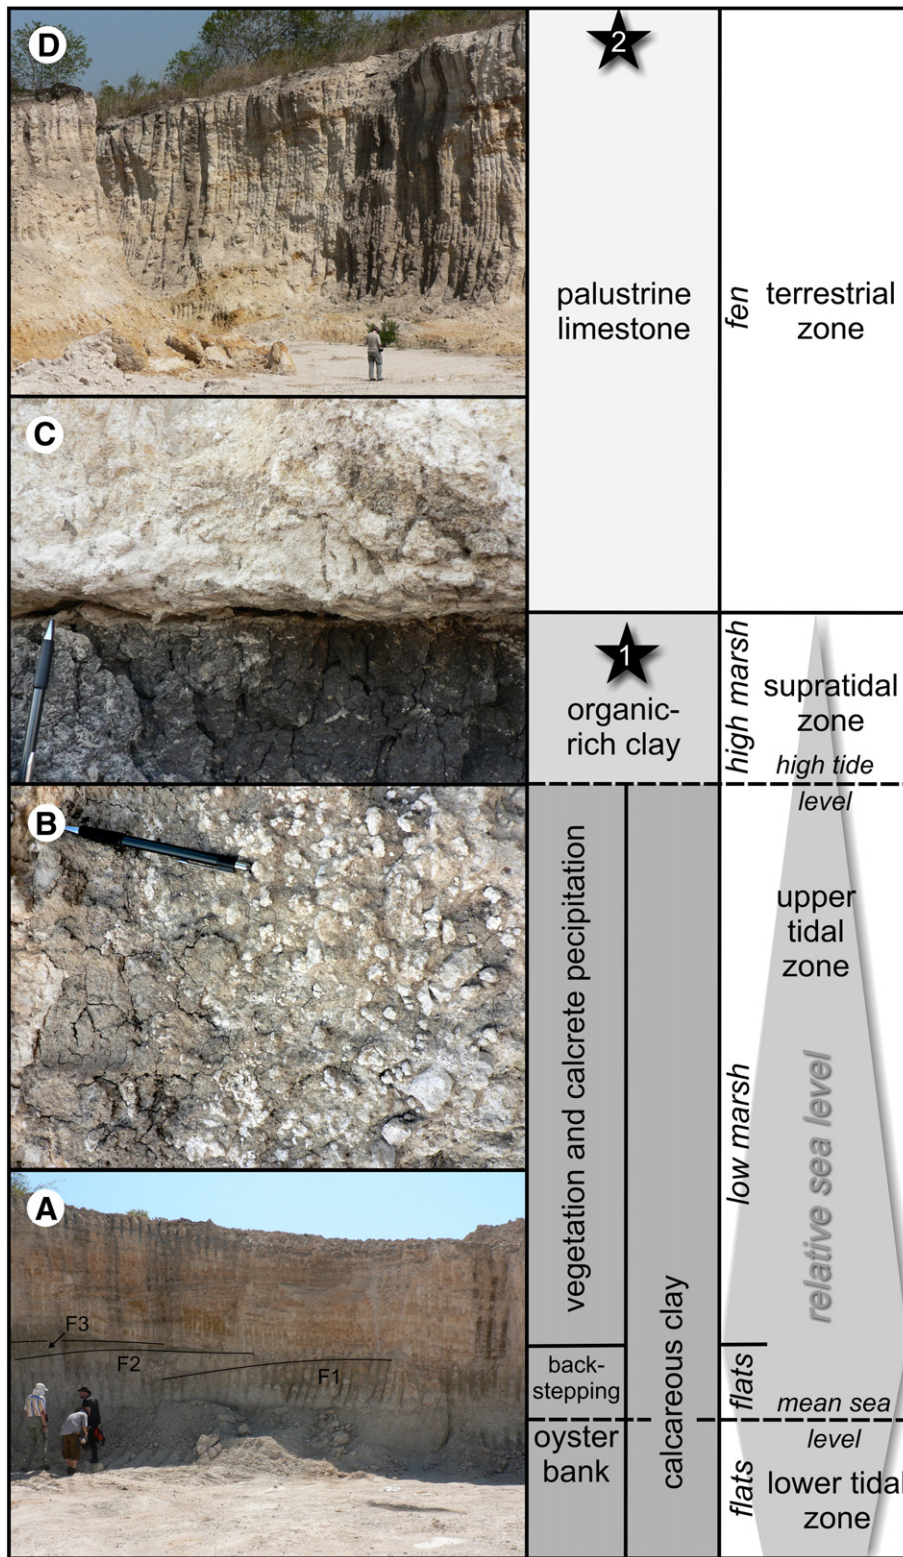 D
2
palustrine
limestone
fen
terrestrial
zone
C
1
organic-
rich clay
high marsh
supratidal
zone
high tide
level
B
vegetation and calcrete pecipitation
upper
tidal
zone
low marsh
relative sea level
A
F3
F2
F1
back-
stepping
calcareous clay
flats
mean sea
level
oyster
bank
flats
lower tidal
zone